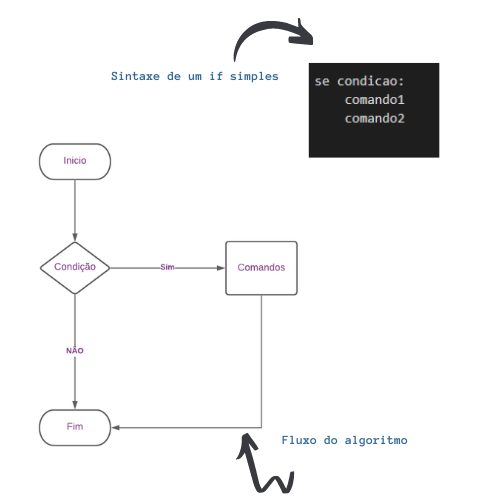 Sintaxe de um if simples
se condicao:
    comando1
    comando2
Inicio
Condição
Sim
Comandos
NÃO
Fim
Fluxo do algoritmo